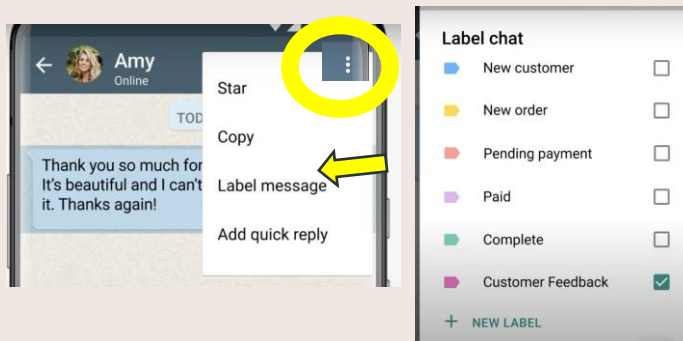 Amy
Online
TOD
Thank you so much for
It's beautiful and I can't
it. Thanks again!
Star
Copy
Label message
Add quick reply
Label chat
New customer
New order
Pending payment
Paid
Complete
Customer Feedback
+ NEW LABEL